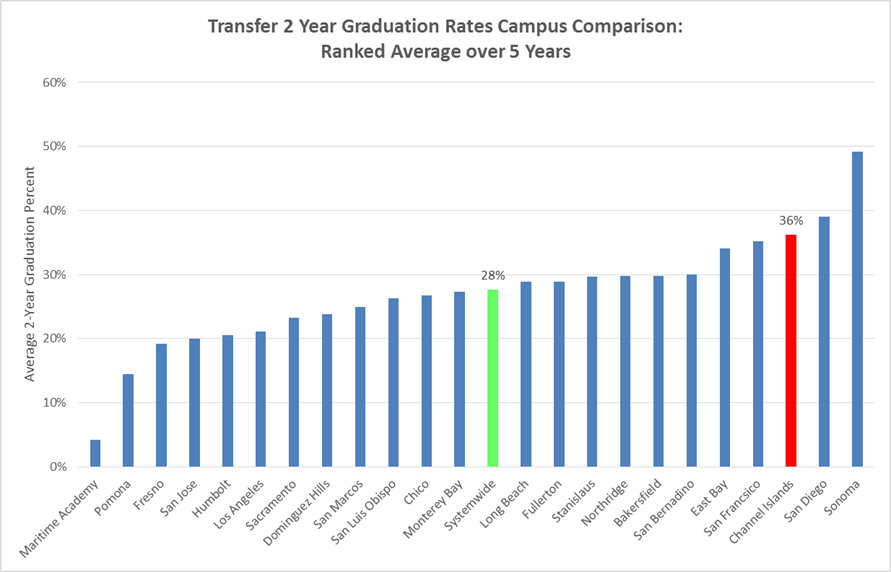 Transfer 2 Year Graduation Rates Campus Comparison:
Ranked Average over 5 Years
Average 2-Year Graduation Percent
60%
50%
40%
30%
20%
10%
0%
28%
36%
Maritime Academy
Pomona
Fresno
San Jose
Humbolt
Los Angeles
Sacramento
Dominguez Hills
San Marcos
San Luis Obispo
Chico
Monterey Bay
Systemwide
Long Beach
Fullerton
Stanislaus
Northridge
Bakersfield
San Bernadino
East Bay
San Francsico
Channel Islands
San Diego
Sonoma